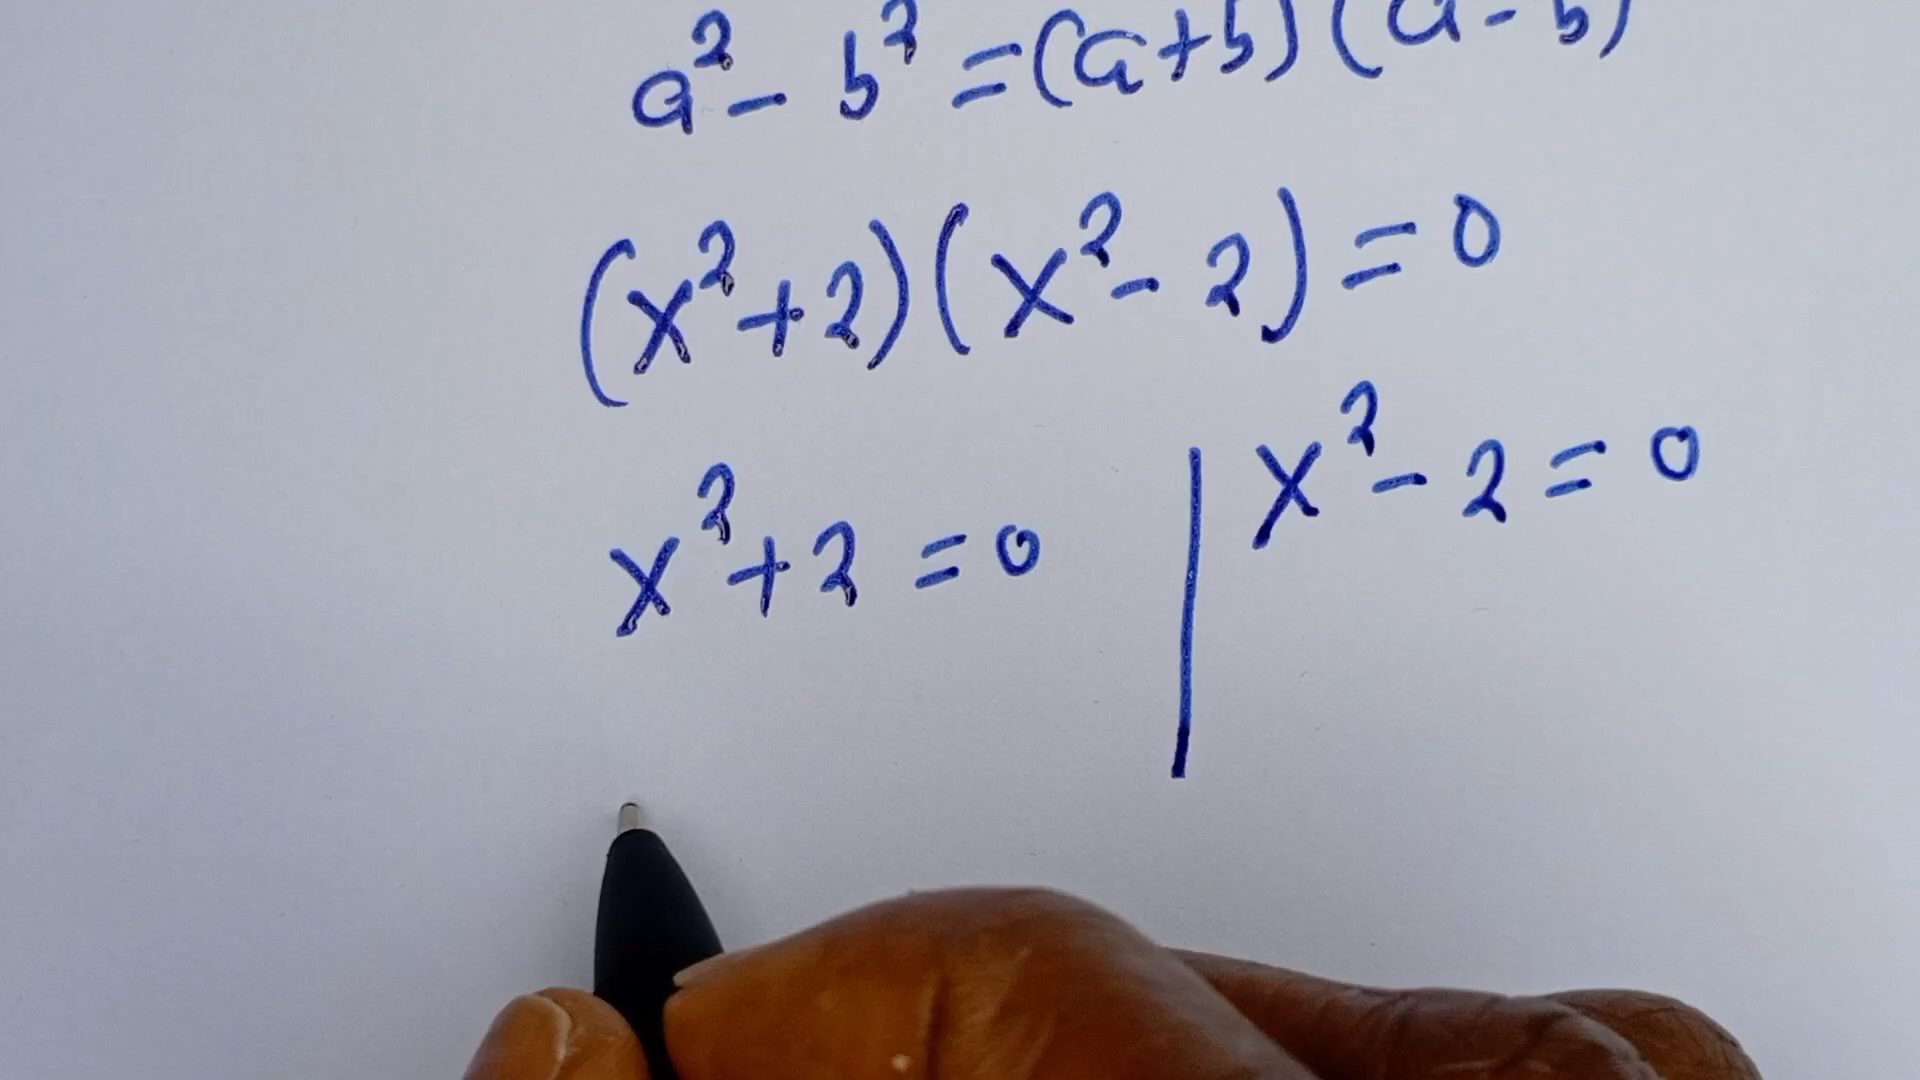 a² - b² = (a+b)(a-b)
(x²+2)(x²-2) = 0
x²+2 = 0 | x²-2 = 0